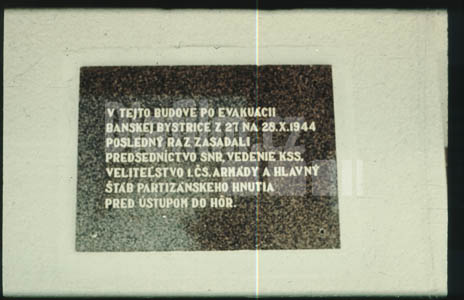 V TEJTO BUDOVE PO EVAKUÁCII
BANSKEJ BYSTRICE Z 27 NA 28.X.1944
POSLEDNÝ RAZ ZASADALI
PREDSEDNÍCTVO SNR, VEDENIE KSS,
VELITEĽSTVO I.ČS. ARMÁDY A HLAVNÝ
ŠTÁB PARTIZÁNSKEHO HNUTIA
PRED ÚSTUPOM DO HÔR.